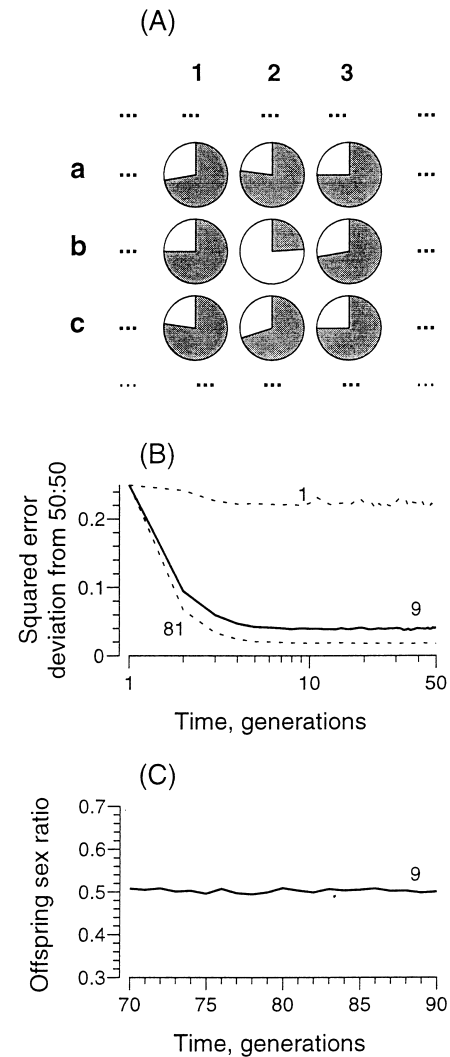 (A)
1 2 3
... ... ... ... ...
a ... ...
b ... ...
c ... ...
... ... ... ... ...
(B)
Squared error
deviation from 50:50
0.2
0.1
0
1
9
81
1 10 50
Time, generations
(C)
Offspring sex ratio
0.7
0.6
0.5
0.4
0.3
9
70 75 80 85 90
Time, generations